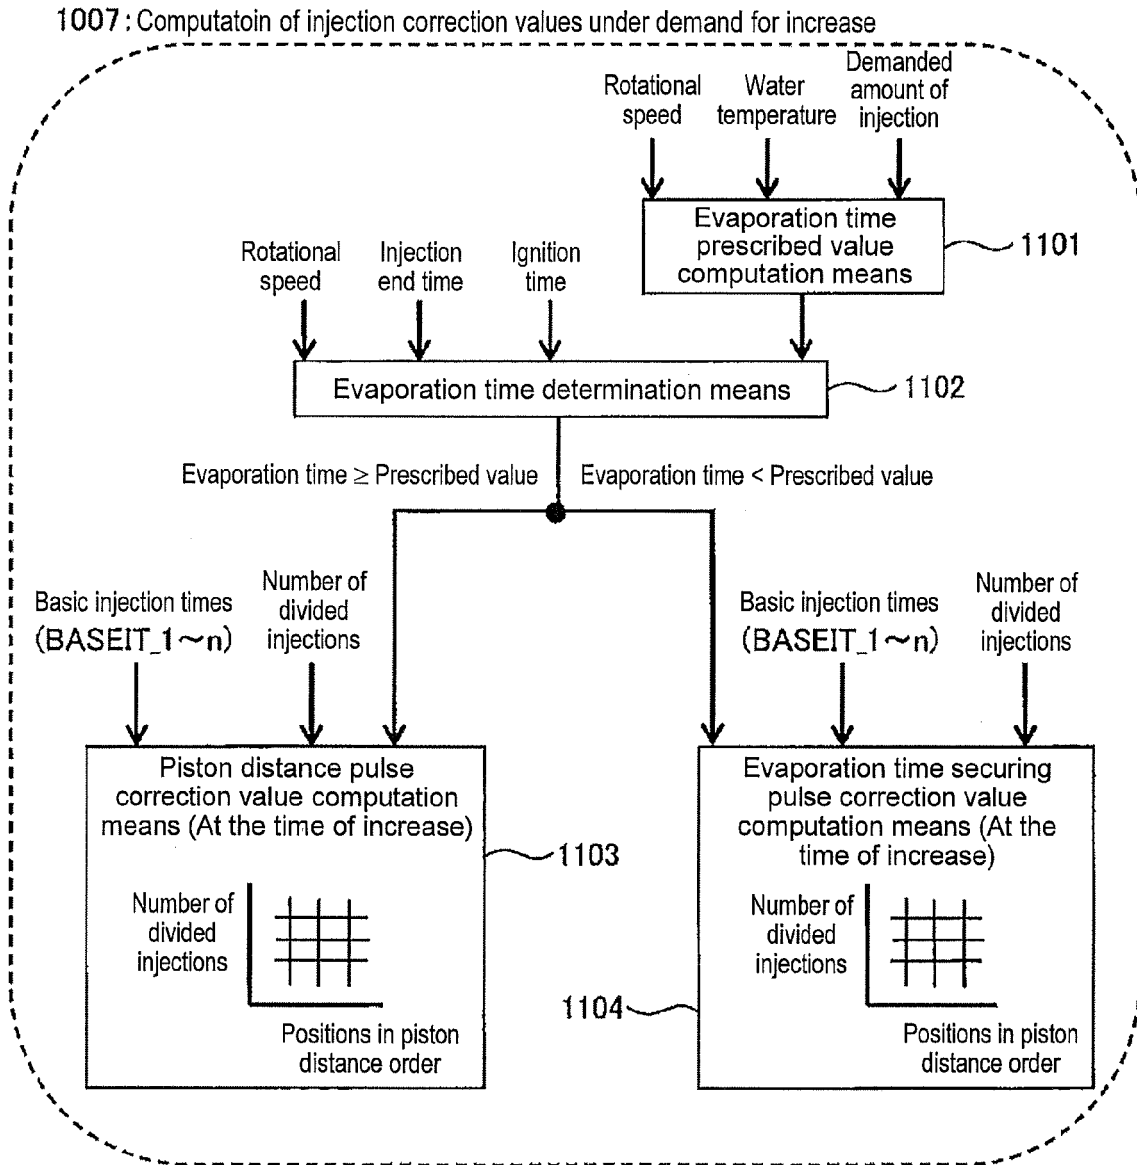 1007: Computatoin of injection correction values under demand for increase
Rotational
speed
Water
temperature
Demanded
amount of
injection
Evaporation time
prescribed value
computation means
1101
Rotational
speed
Injection
end time
Ignition
time
Evaporation time determination means
1102
Evaporation time ≥ Prescribed value
Evaporation time < Prescribed value
Basic injection times
(BASEIT_1～n)
Number of
divided
injections
Basic injection times
(BASEIT_1～n)
Number of
divided
injections
Piston distance pulse
correction value computation
means (At the time of increase)
1103
Number of
divided
injections
Positions in piston
distance order
Evaporation time securing
pulse correction value
computation means (At the
time of increase)
Number of
divided
injections
1104
Positions in piston
distance order